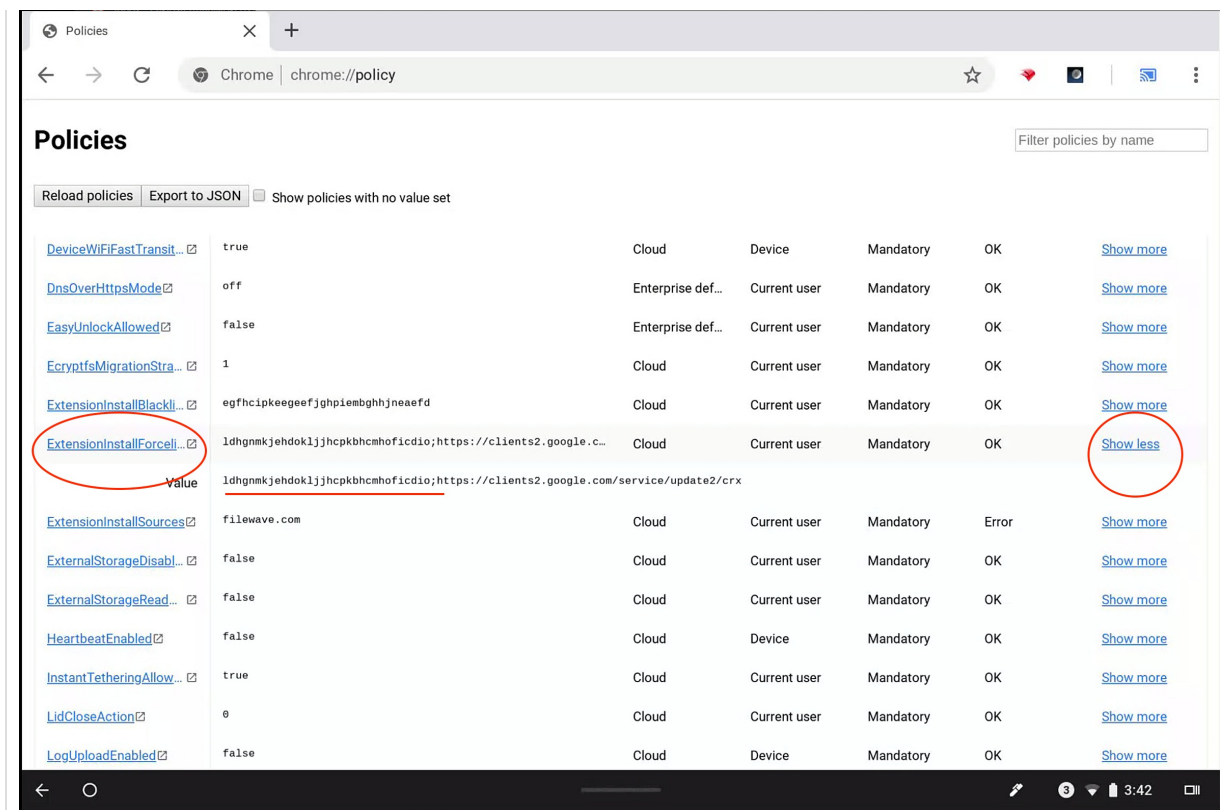 Policies
Chrome | chrome://policy
Policies
Filter policies by name
Reload policies Export to JSON Show policies with no value set
DeviceWiFiFastTransit... true Cloud Device Mandatory OK Show more
DnsOverHttpsMode off Enterprise def... Current user Mandatory OK Show more
EasyUnlockAllowed false Enterprise def... Current user Mandatory OK Show more
EcryptfsMigrationStra... 1 Cloud Current user Mandatory OK Show more
ExtensionInstallBlackli... egfhcipkeegeefjghpiembghhjneaefd Cloud Current user Mandatory OK Show more
ExtensionInstallForceli... ldhgnmkjehdokljjhcpkbhcmhoficdio;https://clients2.google.c... Cloud Current user Mandatory OK Show less
Value ldhgnmkjehdokljjhcpkbhcmhoficdio;https://clients2.google.com/service/update2/crx
ExtensionInstallSources filewave.com Cloud Current user Mandatory Error Show more
ExternalStorageDisabl... false Cloud Current user Mandatory OK Show more
ExternalStorageRead... false Cloud Current user Mandatory OK Show more
HeartbeatEnabled false Cloud Device Mandatory OK Show more
InstantTetheringAllow... true Cloud Current user Mandatory OK Show more
LidCloseAction 0 Cloud Current user Mandatory OK Show more
LogUploadEnabled false Cloud Device Mandatory OK Show more
3 3:42